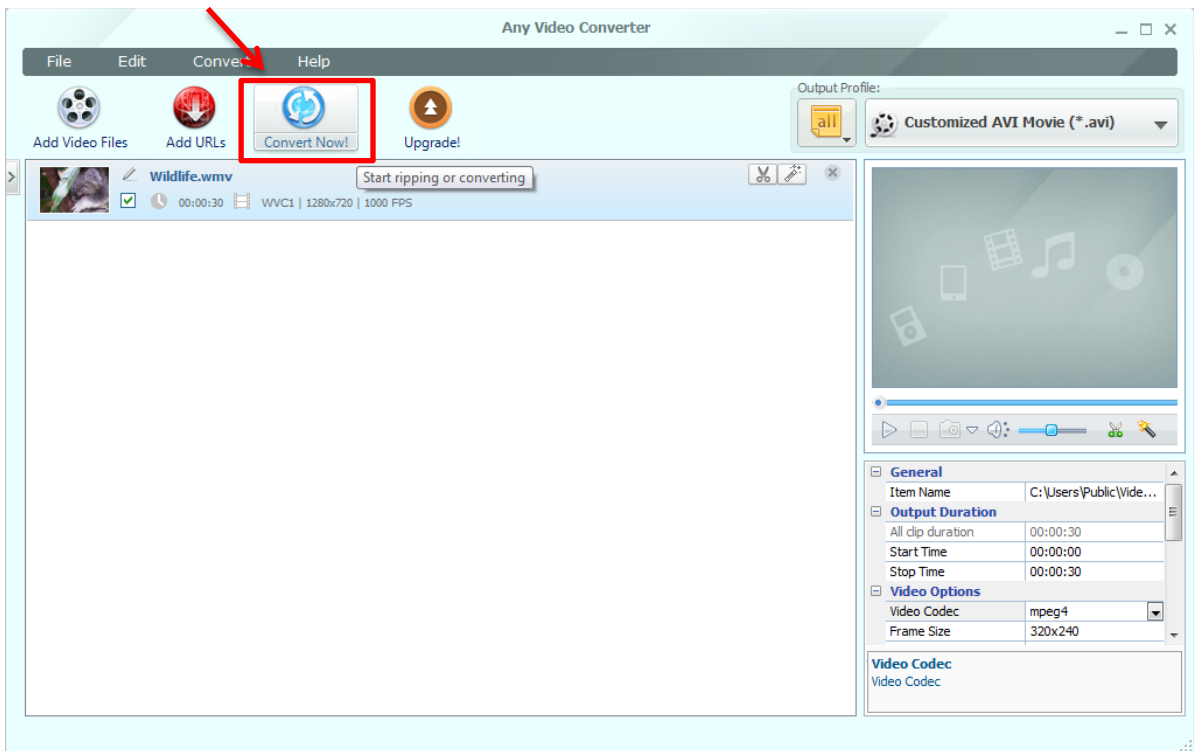 Any Video Converter
File Edit Convert Help
Output Profile:
all
Customized AVI Movie (*.avi)
Add Video Files Add URLs Convert Now! Upgrade!
Wildlife.wmv
Start ripping or converting
00:00:30 WVC1 | 1280x720 | 1000 FPS
General
Item Name C:\Users\Public\Vide...
Output Duration
All clip duration 00:00:30
Start Time 00:00:00
Stop Time 00:00:30
Video Options
Video Codec mpeg4
Frame Size 320x240
Video Codec
Video Codec